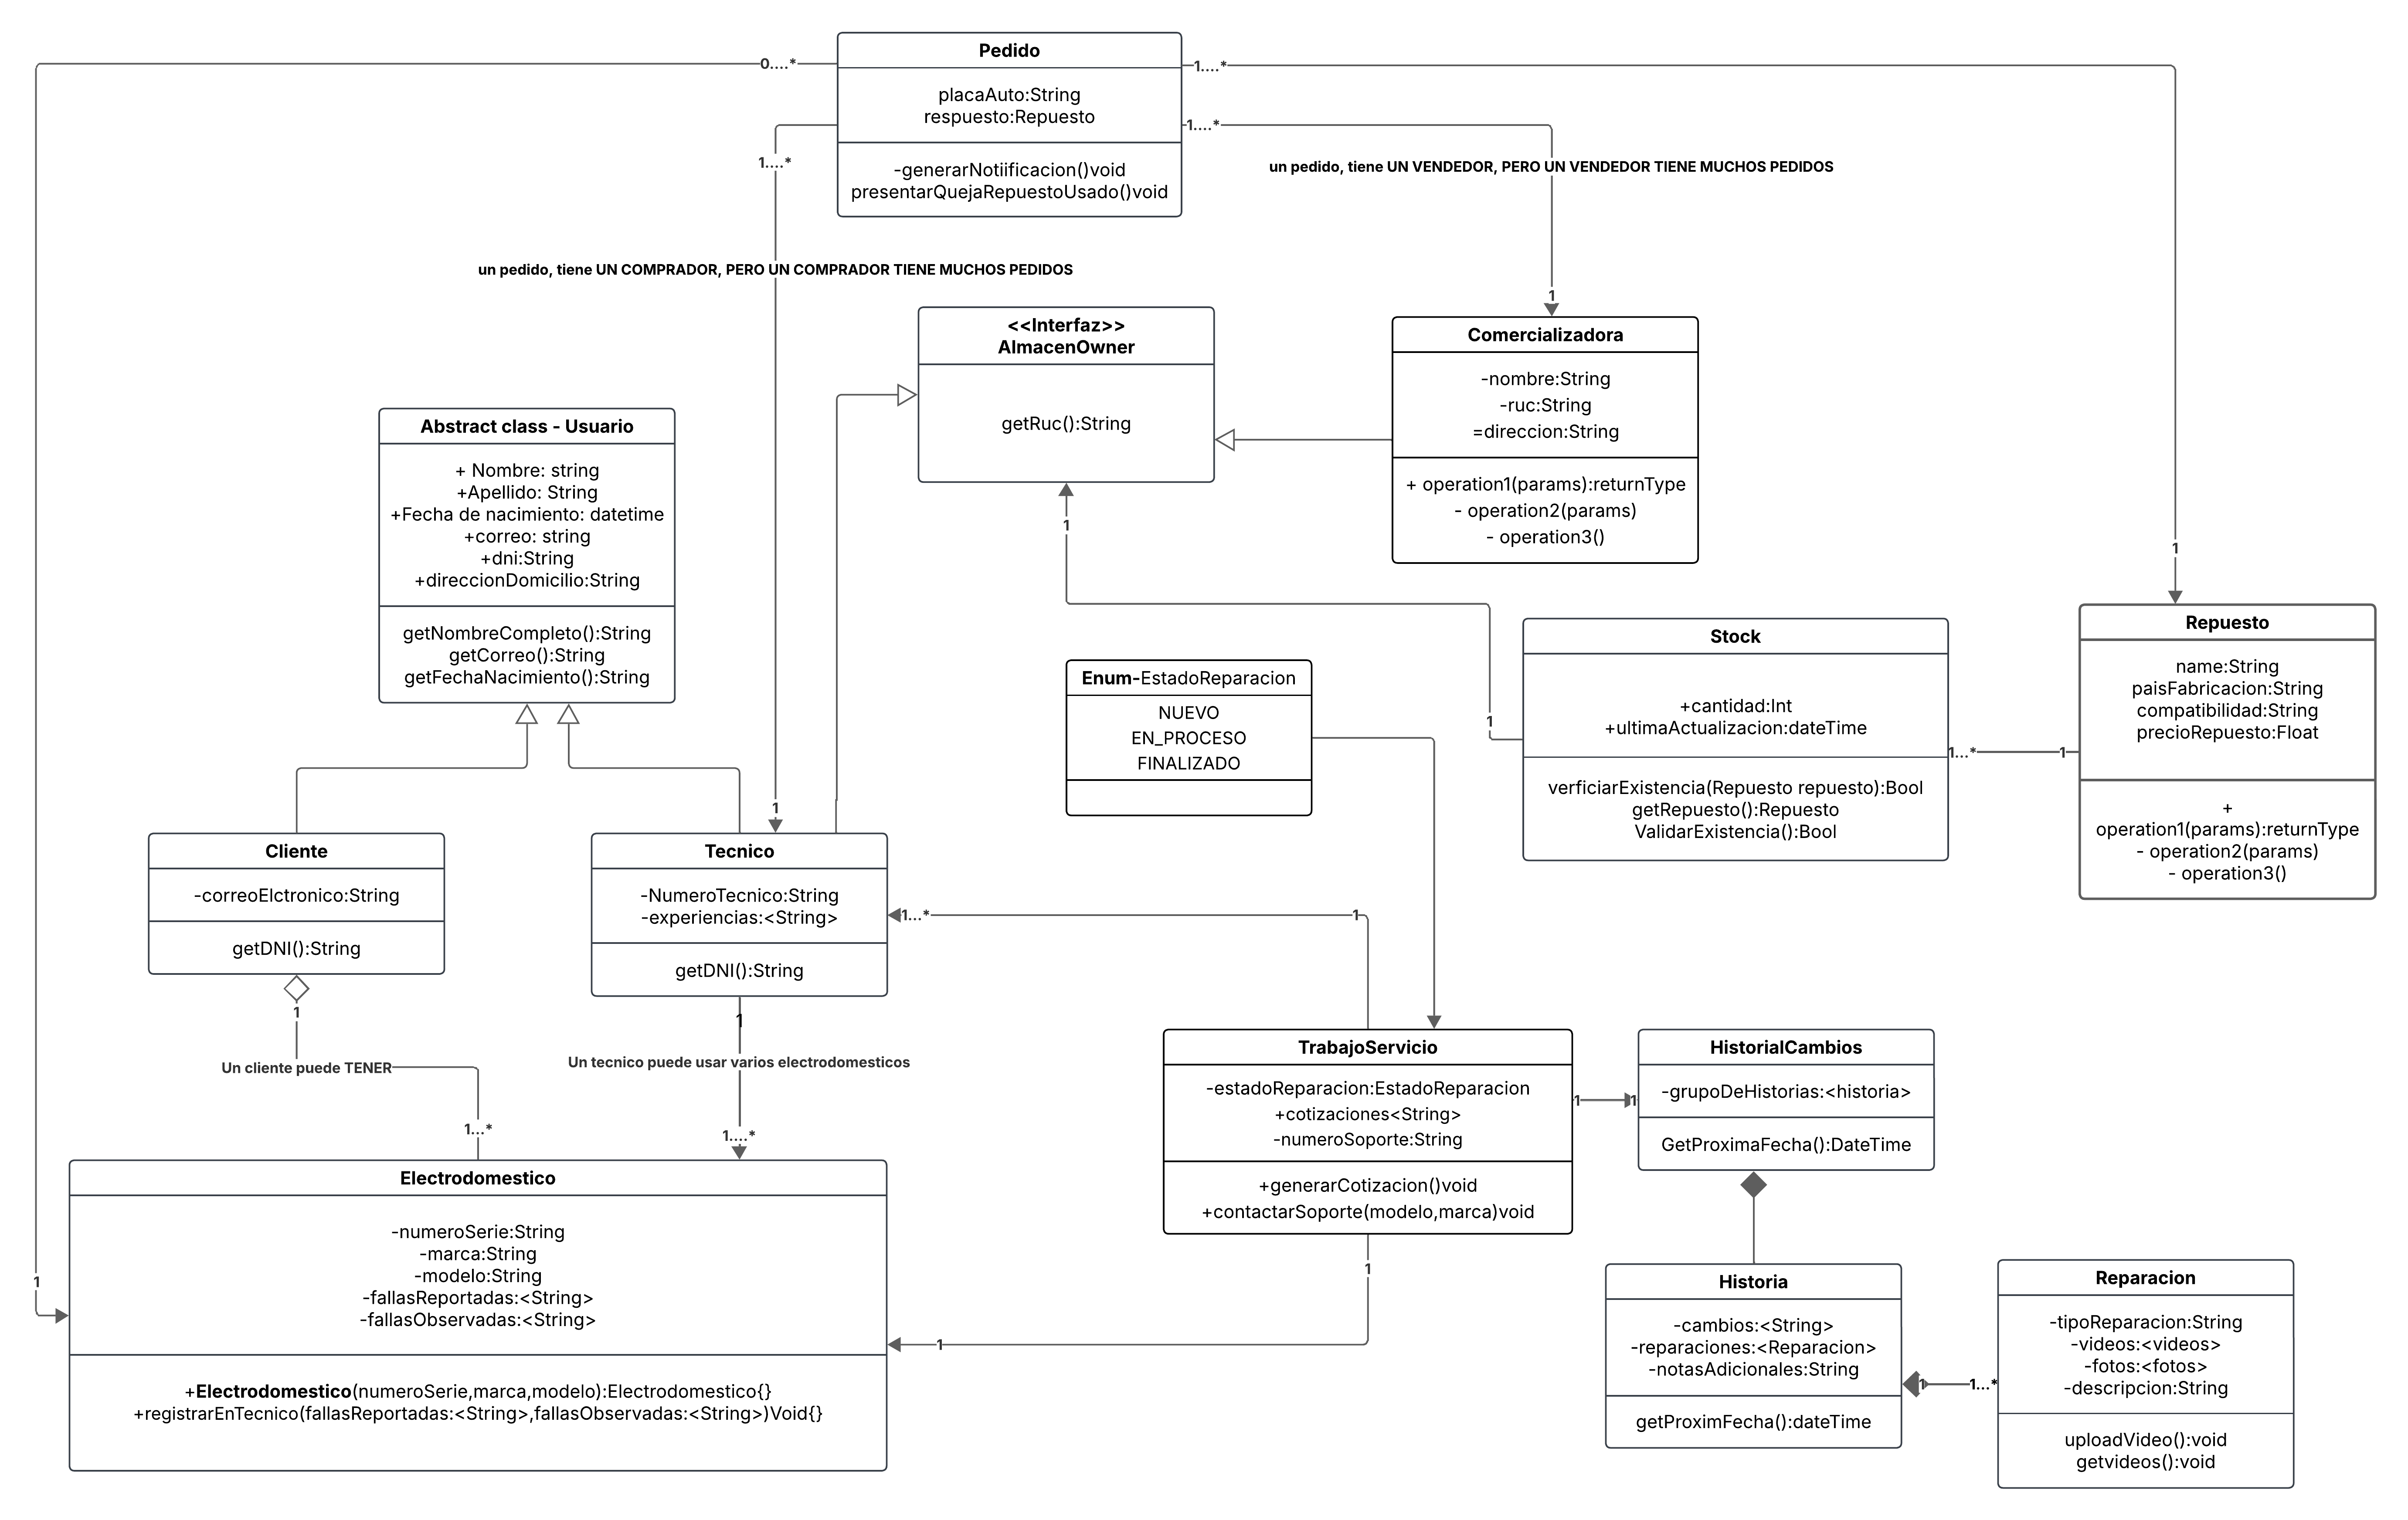 Pedido
placaAuto:String
respuesto:Repuesto
-generarNotiificacion()void
presentarQuejaRepuestoUsado()void
0....*
1....*
1....*
1....*
un pedido, tiene UN VENDEDOR, PERO UN VENDEDOR TIENE MUCHOS PEDIDOS
un pedido, tiene UN COMPRADOR, PERO UN COMPRADOR TIENE MUCHOS PEDIDOS
1
<<Interfaz>>
AlmacenOwner
getRuc():String
1
Comercializadora
-nombre:String
-ruc:String
=direccion:String
+ operation1(params):returnType
- operation2(params)
- operation3()
Abstract class - Usuario
+ Nombre: string
+Apellido: String
+Fecha de nacimiento: datetime
+correo: string
+dni:String
+direccionDomicilio:String
getNombreCompleto():String
getCorreo():String
getFechaNacimiento():String
1
Repuesto
name:String
paisFabricacion:String
compatibilidad:String
precioRepuesto:Float
+
operation1(params):returnType
- operation2(params)
- operation3()
Stock
+cantidad:Int
+ultimaActualizacion:dateTime
verficiarExistencia(Repuesto repuesto):Bool
getRepuesto():Repuesto
ValidarExistencia():Bool
1
1...*
1
Enum-EstadoReparacion
NUEVO
EN_PROCESO
FINALIZADO
1
Cliente
-correoElctronico:String
getDNI():String
1
Un cliente puede TENER
1...*
Tecnico
-NumeroTecnico:String
-experiencias:<String>
getDNI():String
1...*
1
1
Un tecnico puede usar varios electrodomesticos
1....*
TrabajoServicio
-estadoReparacion:EstadoReparacion
+cotizaciones<String>
-numeroSoporte:String
+generarCotizacion()void
+contactarSoporte(modelo,marca)void
1
1
HistorialCambios
-grupoDeHistorias:<historia>
GetProximaFecha():DateTime
1
1
1
Electrodomestico
-numeroSerie:String
-marca:String
-modelo:String
-fallasReportadas:<String>
-fallasObservadas:<String>
+Electrodomestico(numeroSerie,marca,modelo):Electrodomestico{}
+registrarEnTecnico(fallasReportadas:<String>,fallasObservadas:<String>)Void{}
Historia
-cambios:<String>
-reparaciones:<Reparacion>
-notasAdicionales:String
getProximFecha():dateTime
1
1...*
Reparacion
-tipoReparacion:String
-videos:<videos>
-fotos:<fotos>
-descripcion:String
uploadVideo():void
getvideos():void